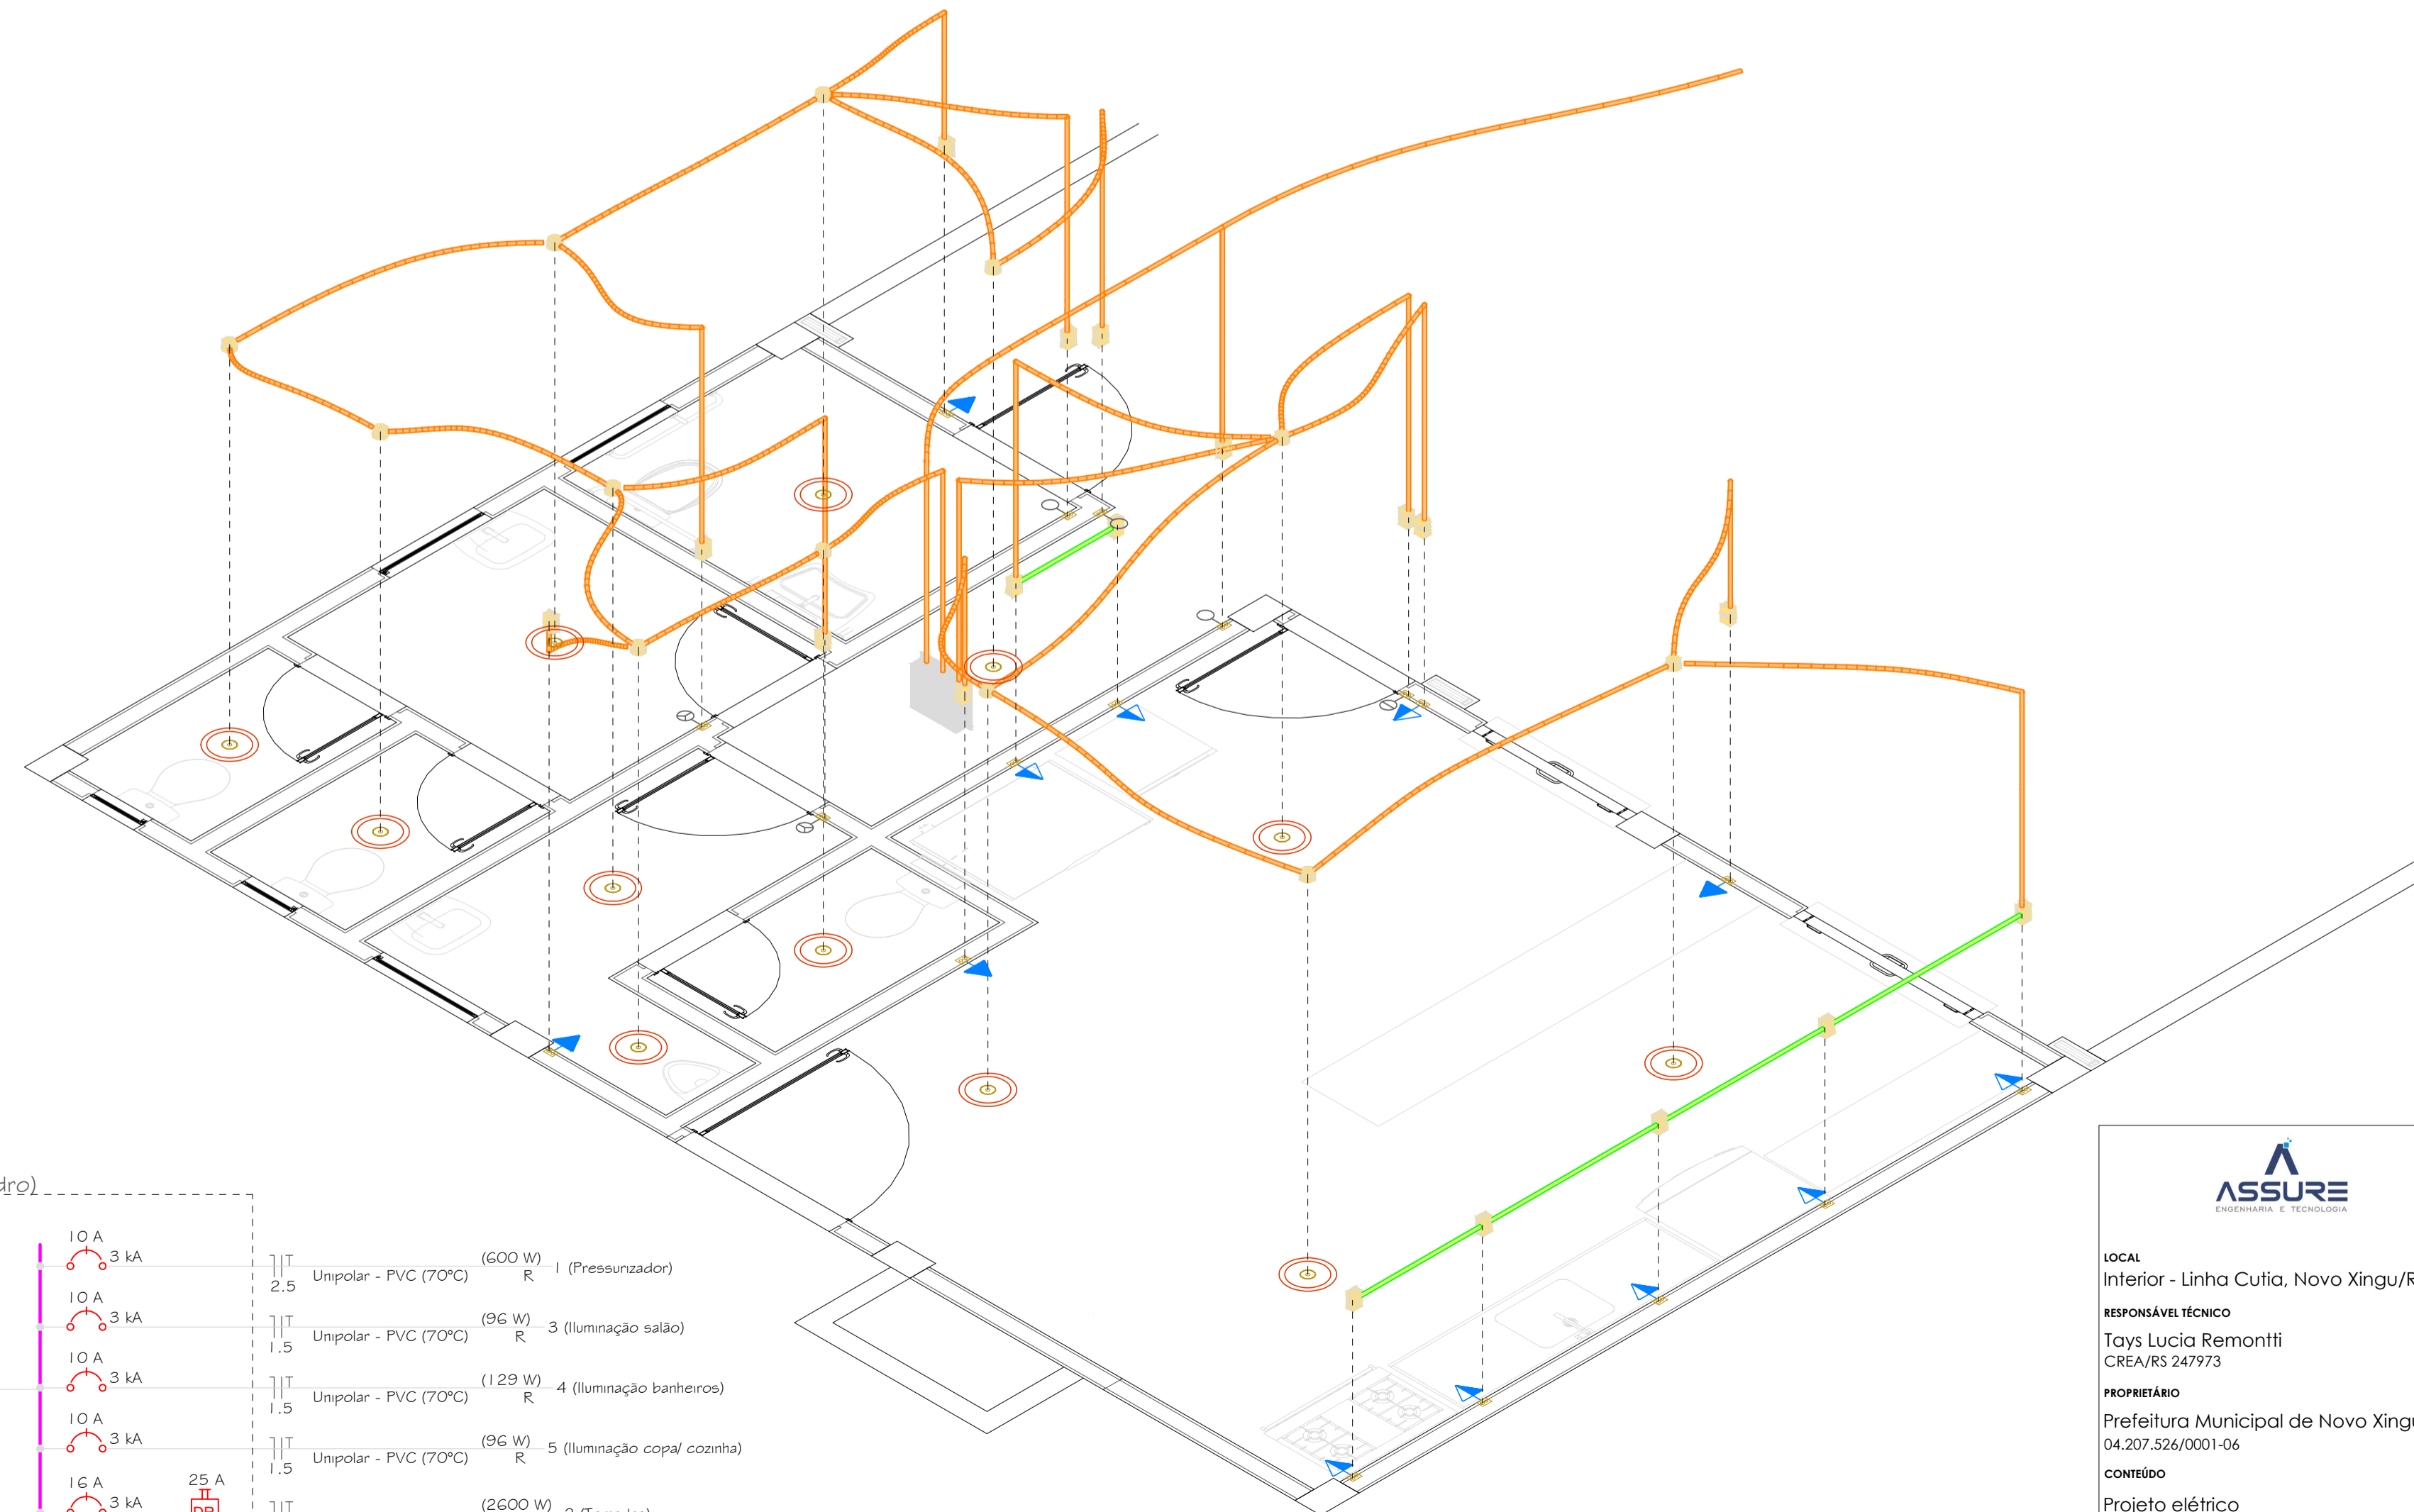 dro)
10 A
3 kA
2.5
Unipolar - PVC (70°C)
(600 W)
R
1 (Pressurizador)
10 A
3 kA
1.5
Unipolar - PVC (70°C)
(96 W)
R
3 (Iluminação salão)
10 A
3 kA
1.5
Unipolar - PVC (70°C)
(129 W)
R
4 (Iluminação banheiros)
10 A
3 kA
1.5
Unipolar - PVC (70°C)
(96 W)
R
5 (Iluminação copa/ cozinha)
16 A
3 kA
25 A
DR
(2600 W)
ASSURE
ENGENHARIA E TECNOLOGIA
LOCAL
Interior - Linha Cutia, Novo Xingu/R
RESPONSÁVEL TÉCNICO
Tays Lucia Remontti
CREA/RS 247973
PROPRIETÁRIO
Prefeitura Municipal de Novo Xingu
04.207.526/0001-06
CONTEÚDO
Projeto elétrico